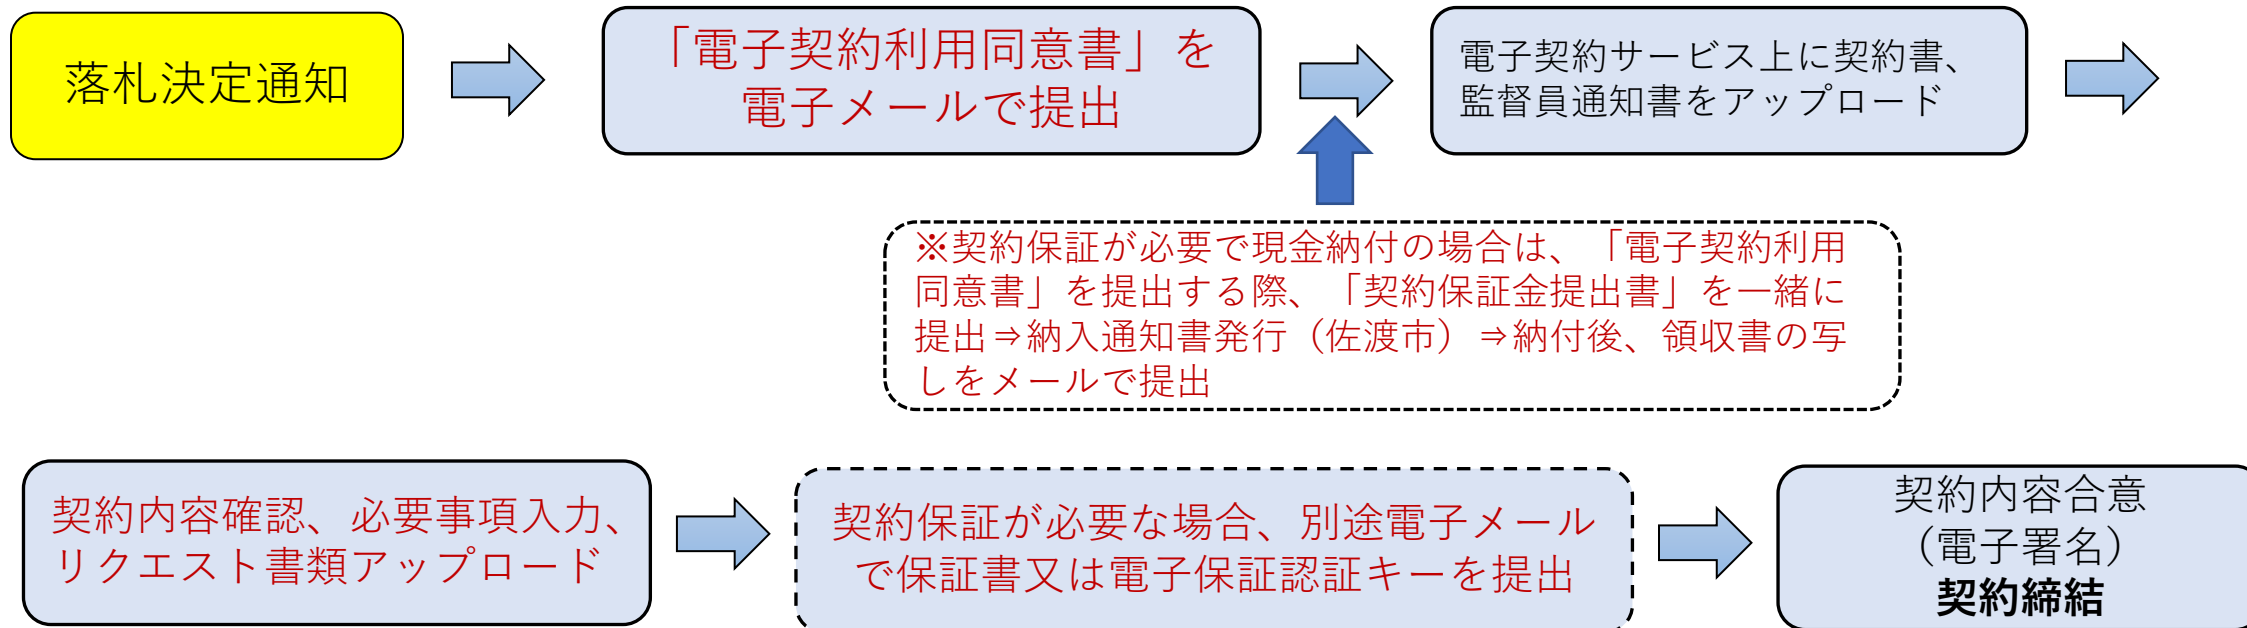 落札決定通知
「電子契約利用同意書」を
電子メールで提出
電子契約サービス上に契約書、
監督員通知書をアップロード
※契約保証が必要で現金納付の場合は、「電子契約利用
同意書」を提出する際、「契約保証金提出書」を一緒に
提出⇒納入通知書発行（佐渡市）⇒納付後、領収書の写
しをメールで提出
契約内容確認、必要事項入力、
リクエスト書類アップロード
契約保証が必要な場合、別途電子メール
で保証書又は電子保証認証キーを提出
契約内容合意
（電子署名）
契約締結